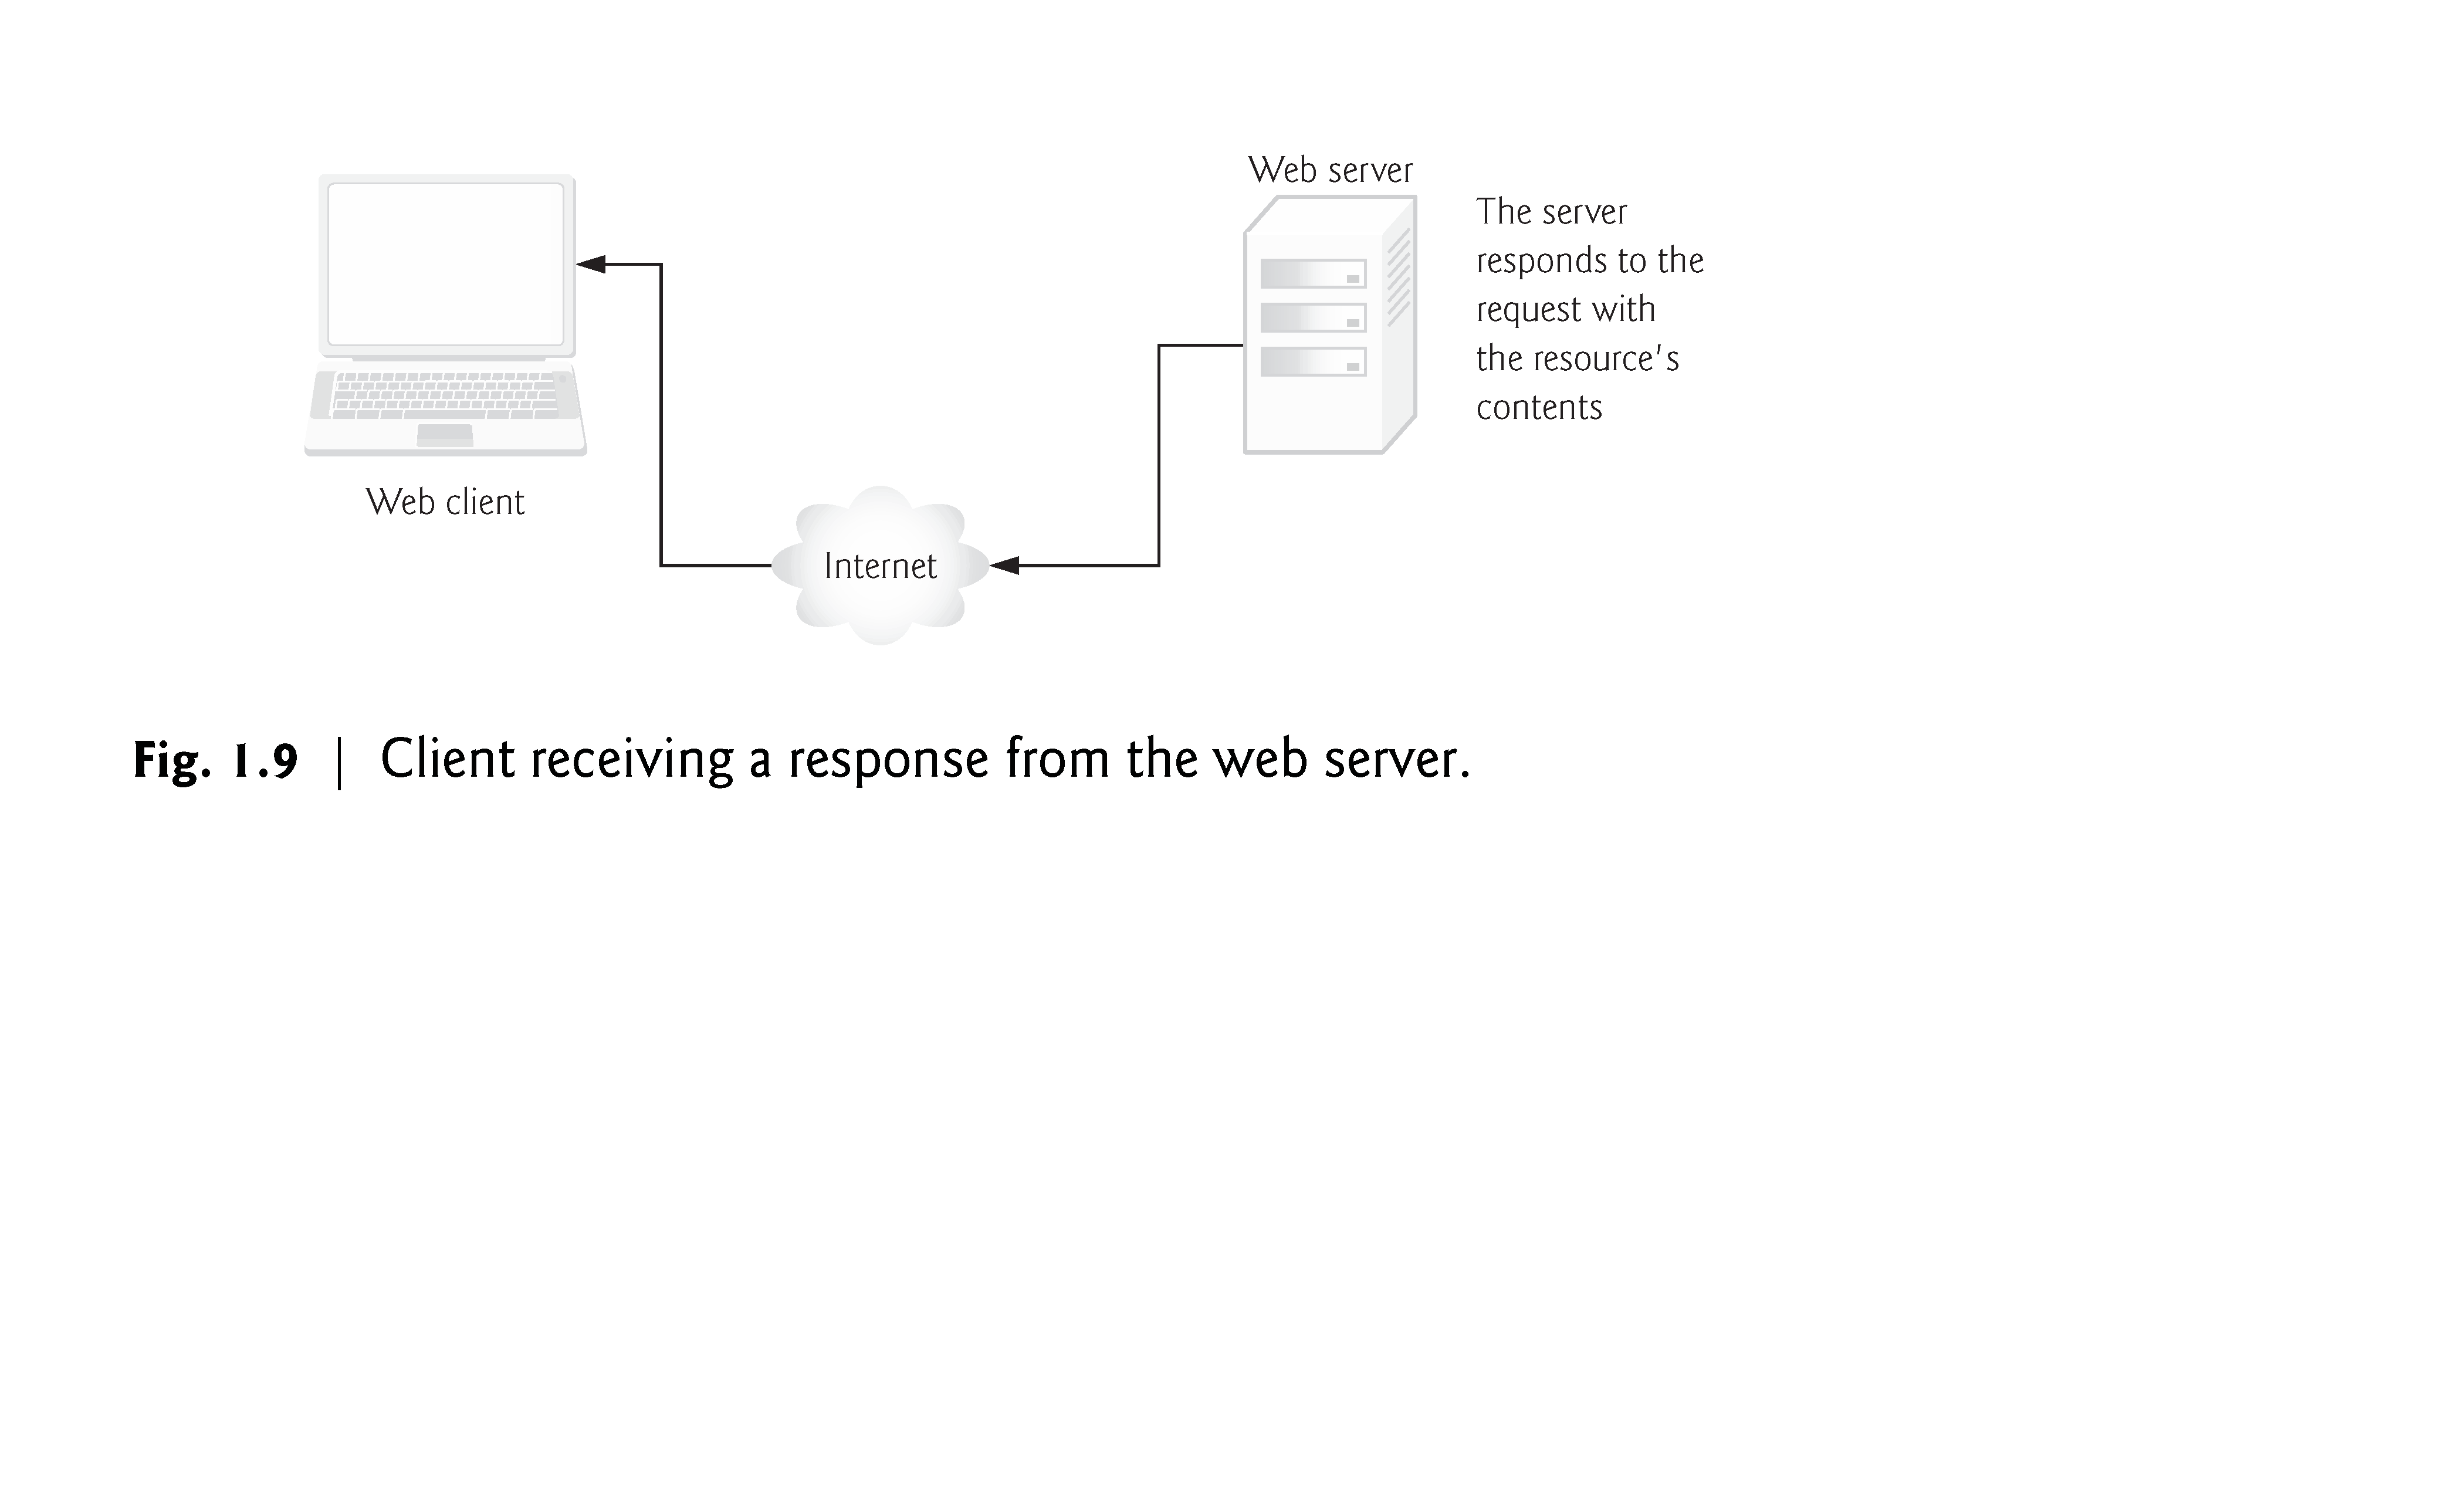 Web server
The server
responds to the
request with
the resource's
contents
Web client
Internet
Fig. 1.9 | Client receiving a response from the web server.